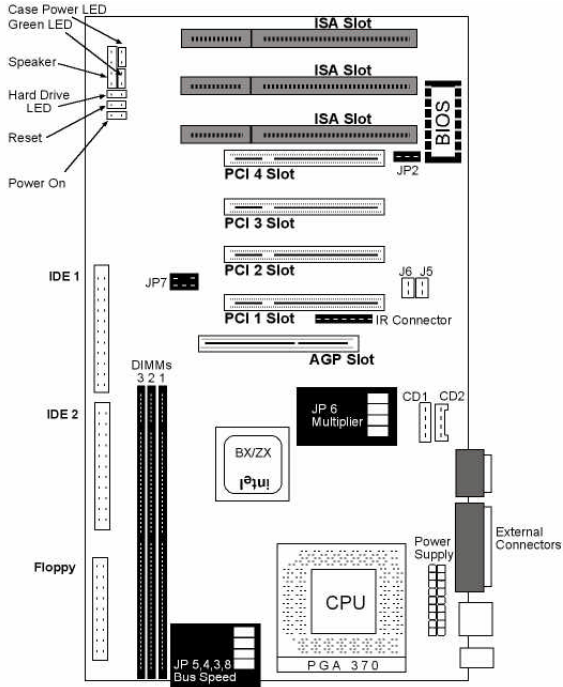 Case Power LED
Green LED
Speaker
Hard Drive
LED
Reset
Power On
ISA Slot
ISA Slot
ISA Slot
BIOS
JP2
PCI 4 Slot
PCI 3 Slot
PCI 2 Slot
PCI 1 Slot
JP7
J6 J5
IR Connector
AGP Slot
IDE 1
DIMMs
3 2 1
IDE 2
JP 6
Multiplier
CD1 CD2
BX/ZX
intel
Floppy
Power
Supply
External
Connectors
CPU
PGA 370
JP 5,4,3,8
Bus Speed